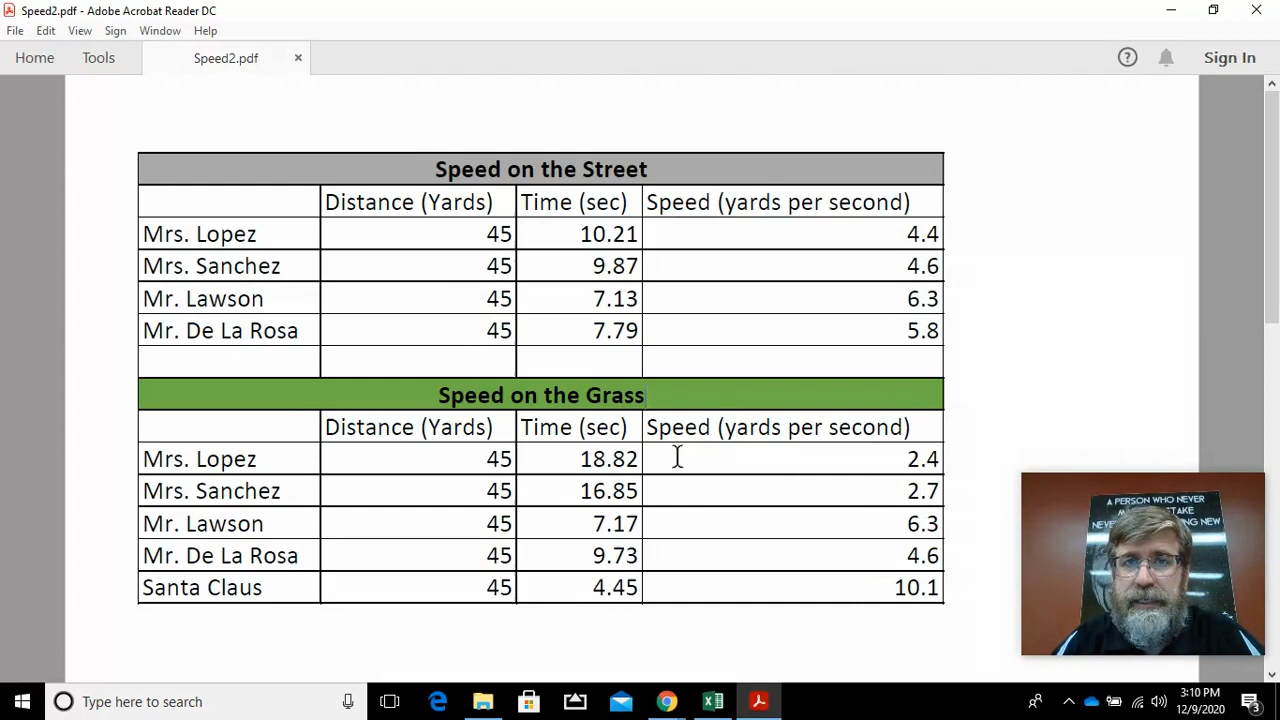 Speed2.pdf - Adobe Acrobat Reader DC
File Edit View Sign Window Help
Home Tools Speed2.pdf × ? Sign In
Speed on the Street
Distance (Yards) Time (sec) Speed (yards per second)
Mrs. Lopez 45 10.21 4.4
Mrs. Sanchez 45 9.87 4.6
Mr. Lawson 45 7.13 6.3
Mr. De La Rosa 45 7.79 5.8
Speed on the Grass
Distance (Yards) Time (sec) Speed (yards per second)
Mrs. Lopez 45 18.82 2.4
Mrs. Sanchez 45 16.85 2.7
Mr. Lawson 45 7.17 6.3
Mr. De La Rosa 45 9.73 4.6
Santa Claus 45 4.45 10.1
A PERSON WHO NEVER
NEW
Type here to search
3:10 PM
12/9/2020
3